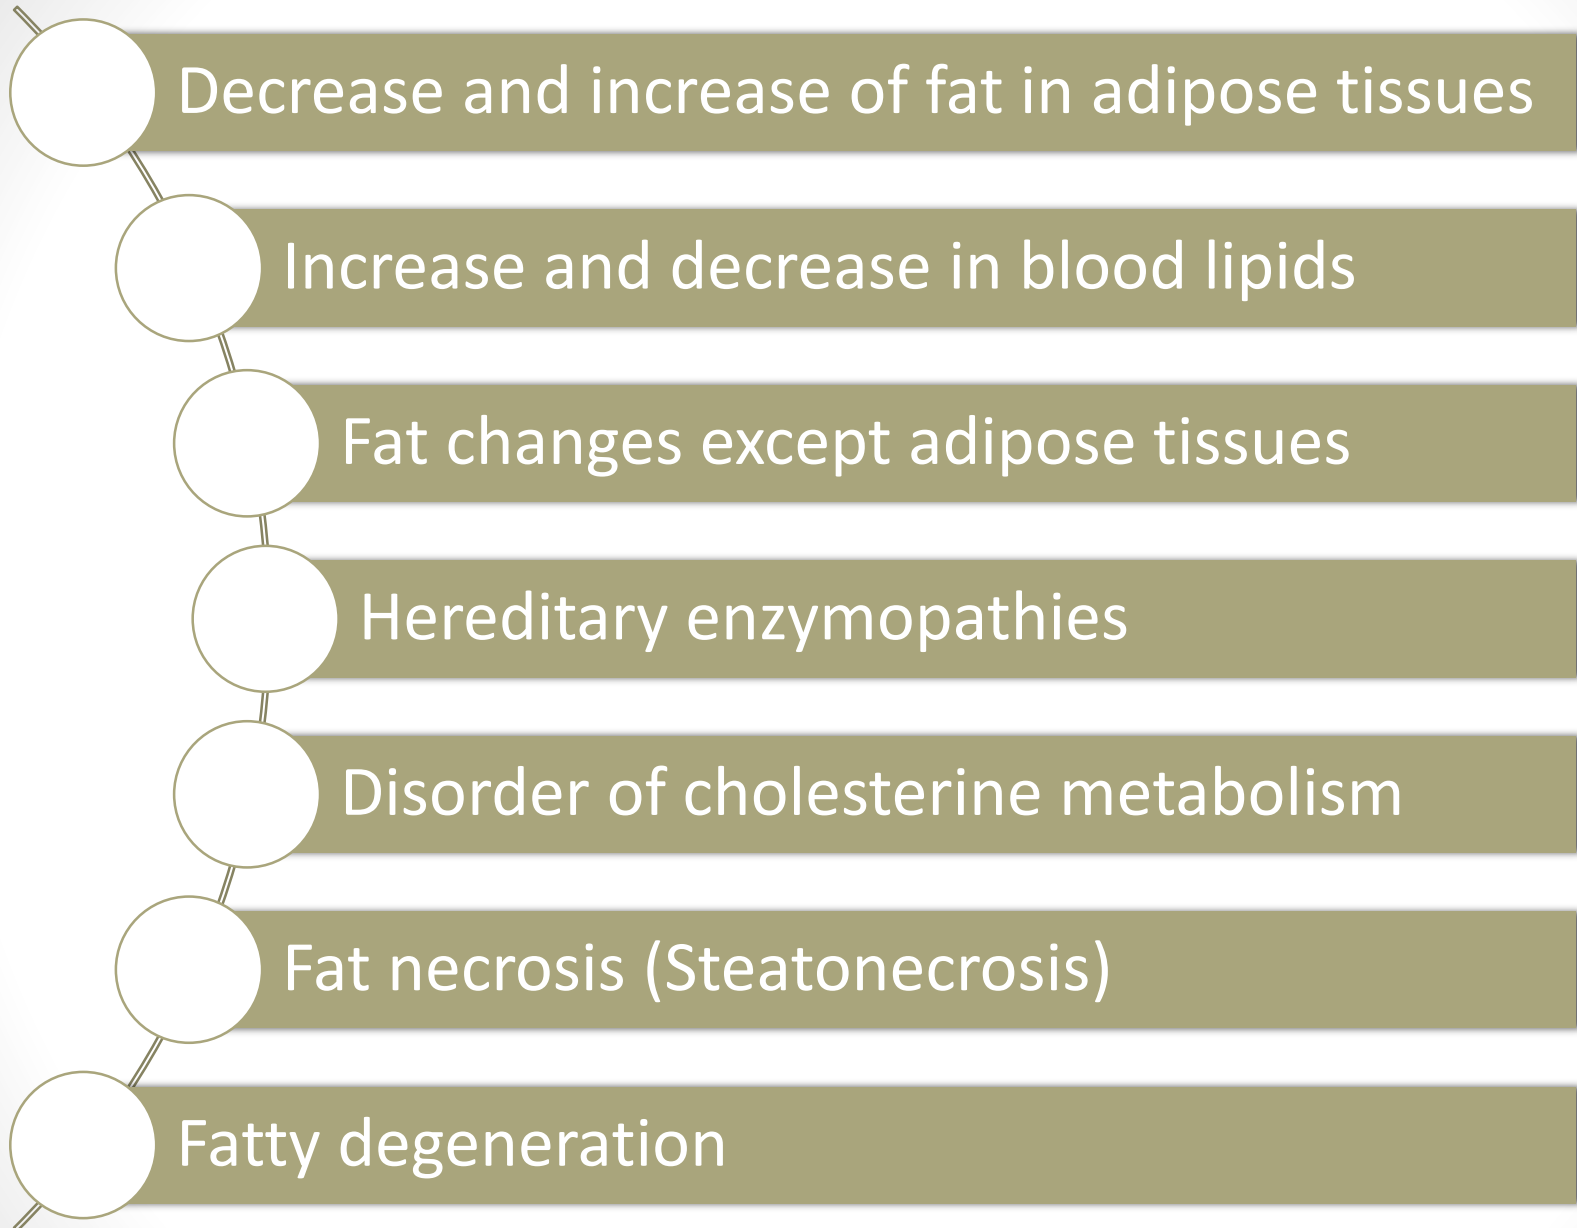 Decrease and increase of fat in adipose tissues
Increase and decrease in blood lipids
Fat changes except adipose tissues
Hereditary enzymopathies
Disorder of cholesterine metabolism
Fat necrosis (Steatonecrosis)
Fatty degeneration